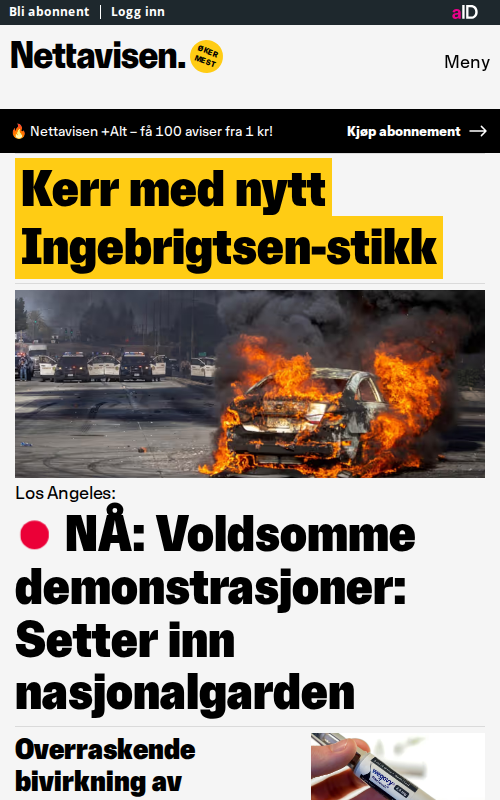 Bli abonnent | Logg inn
aID
Nettavisen.
ØKER
MEST
Meny
🔥 Nettavisen +Alt – få 100 aviser fra 1 kr!
Kjøp abonnement →
Kerr med nytt
Ingebrigtsen-stikk
Los Angeles:
NÅ: Voldsomme
demonstrasjoner:
Setter inn
nasjonalgarden
Overraskende
bivirkning av
wegovy